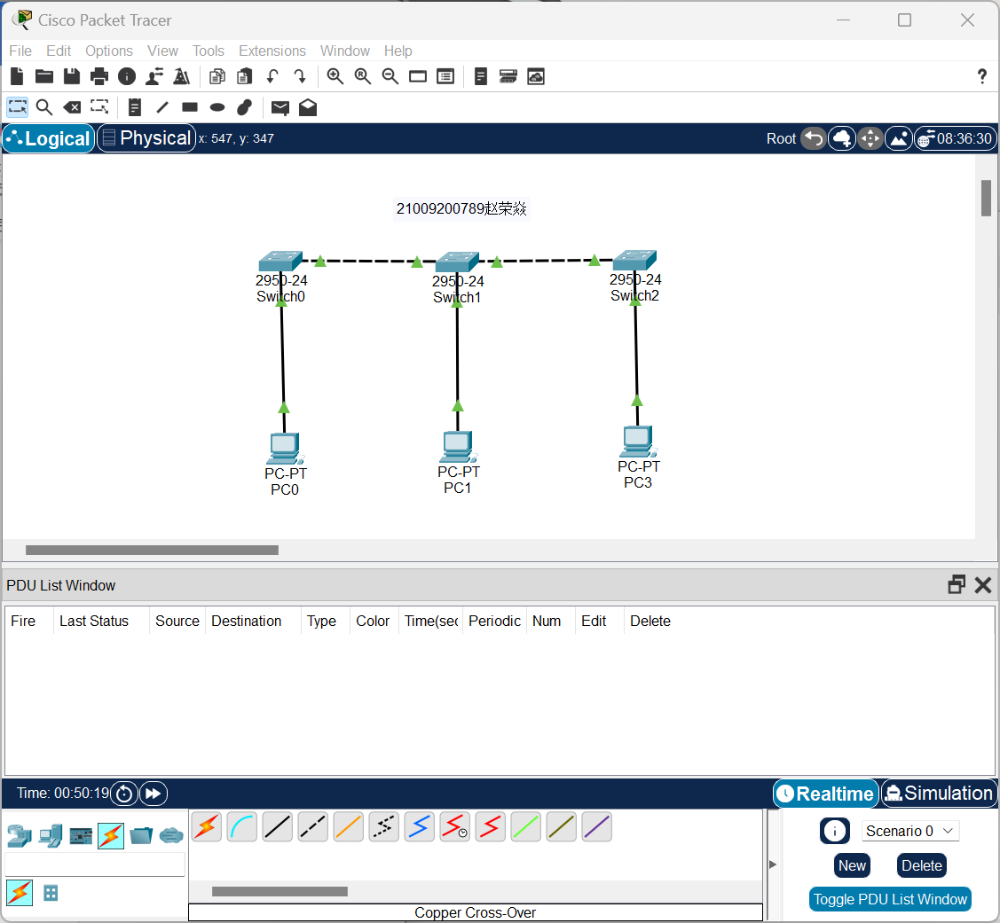 Cisco Packet Tracer
File Edit Options View Tools Extensions Window Help
?
Logical Physical x: 547, y: 347 Root 08:36:30
21009200789赵荣焱
2950-24 2950-24 2950-24
Switch0 Switch1 Switch2
PC-PT PC-PT PC-PT
PC0 PC1 PC3
PDU List Window
Fire Last Status Source Destination Type Color Time(sec Periodic Num Edit Delete
Time: 00:50:19 Realtime Simulation
Scenario 0
New Delete
Toggle PDU List Window
Copper Cross-Over